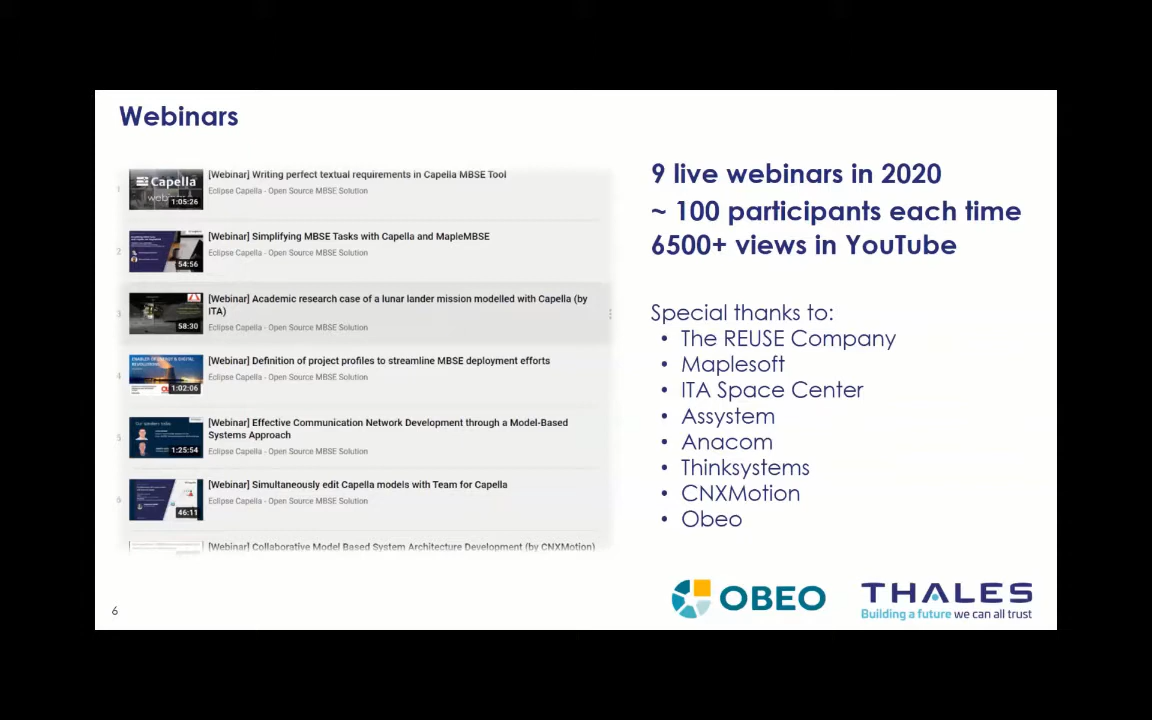 Webinars
1
Capella
webi
1:05:26
[Webinar] Writing perfect textual requirements in Capella MBSE Tool
Eclipse Capella - Open Source MBSE Solution
2
54:56
[Webinar] Simplifying MBSE Tasks with Capella and MapleMBSE
Eclipse Capella - Open Source MBSE Solution
3
58:30
[Webinar] Academic research case of a lunar lander mission modelled with Capella (by
ITA)
Eclipse Capella - Open Source MBSE Solution
4
1:02:06
[Webinar] Definition of project profiles to streamline MBSE deployment efforts
Eclipse Capella - Open Source MBSE Solution
5
1:25:54
[Webinar] Effective Communication Network Development through a Model-Based
Systems Approach
Eclipse Capella - Open Source MBSE Solution
6
46:11
[Webinar] Simultaneously edit Capella models with Team for Capella
Eclipse Capella - Open Source MBSE Solution
[Webinar] Collaborative Model Based System Architecture Development (by CNXMotion)
9 live webinars in 2020
~ 100 participants each time
6500+ views in YouTube
Special thanks to:
• The REUSE Company
• Maplesoft
• ITA Space Center
• Assystem
• Anacom
• Thinksystems
• CNXMotion
• Obeo
6
OBEO
THALES
Building a future we can all trust